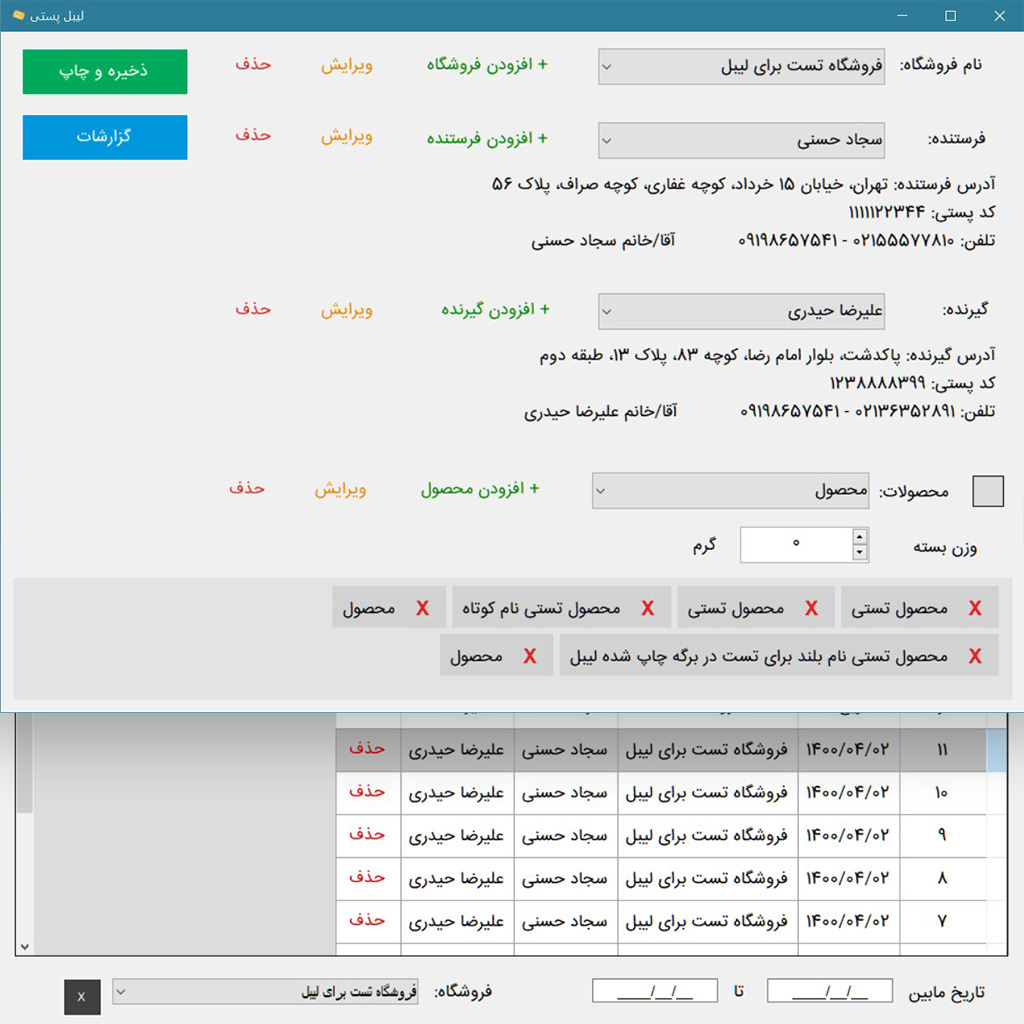 لیبل پستی
نام فروشگاه: فروشگاه تست برای لیبل + افزودن فروشگاه ویرایش حذف ذخیره و چاپ
فرستنده: سجاد حسنی + افزودن فرستنده ویرایش حذف گزارشات
آدرس فرستنده: تهران، خیابان ۱۵ خرداد، کوچه غفاری، کوچه صراف، پلاک ۵۶
کد پستی: ۱۱۱۱۱۲۲۳۴۴
تلفن: ۰۲۱۵۵۵۷۷۸۱۰ - ۰۹۱۹۸۶۵۷۵۴۱ آقا/خانم سجاد حسنی
گیرنده: علیرضا حیدری + افزودن گیرنده ویرایش حذف
آدرس گیرنده: پاکدشت، بلوار امام رضا، کوچه ۸۳، پلاک ۱۳، طبقه دوم
کد پستی: ۱۲۳۸۸۸۸۳۹۹
تلفن: ۰۲۱۳۶۳۵۲۸۹۱ - ۰۹۱۹۸۶۵۷۵۴۱ آقا/خانم علیرضا حیدری
محصولات: محصول + افزودن محصول ویرایش حذف
وزن بسته ۰ گرم
X محصول تستی X محصول تستی X محصول تستی نام کوتاه X محصول
X محصول تستی نام بلند برای تست در برگه چاپ شده لیبل X محصول
۱۱ ۱۴۰۰/۰۴/۰۲ فروشگاه تست برای لیبل سجاد حسنی علیرضا حیدری حذف
۱۰ ۱۴۰۰/۰۴/۰۲ فروشگاه تست برای لیبل سجاد حسنی علیرضا حیدری حذف
۹ ۱۴۰۰/۰۴/۰۲ فروشگاه تست برای لیبل سجاد حسنی علیرضا حیدری حذف
۸ ۱۴۰۰/۰۴/۰۲ فروشگاه تست برای لیبل سجاد حسنی علیرضا حیدری حذف
۷ ۱۴۰۰/۰۴/۰۲ فروشگاه تست برای لیبل سجاد حسنی علیرضا حیدری حذف
تاریخ مابین ____/__/__ تا ____/__/__ فروشگاه: فروشگاه تست برای لیبل X